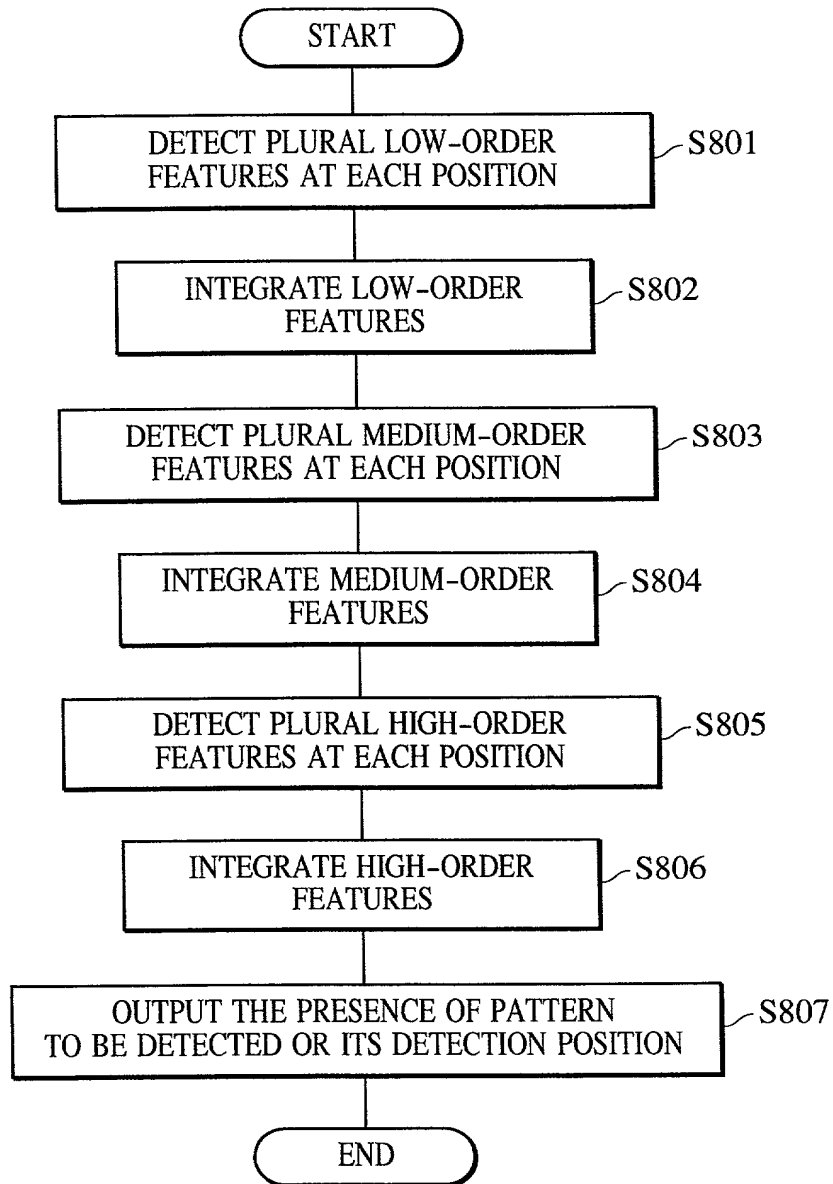 START
DETECT PLURAL LOW-ORDER
FEATURES AT EACH POSITION
S801
INTEGRATE LOW-ORDER
FEATURES
S802
DETECT PLURAL MEDIUM-ORDER
FEATURES AT EACH POSITION
S803
INTEGRATE MEDIUM-ORDER
FEATURES
S804
DETECT PLURAL HIGH-ORDER
FEATURES AT EACH POSITION
S805
INTEGRATE HIGH-ORDER
FEATURES
S806
OUTPUT THE PRESENCE OF PATTERN
TO BE DETECTED OR ITS DETECTION POSITION
S807
END